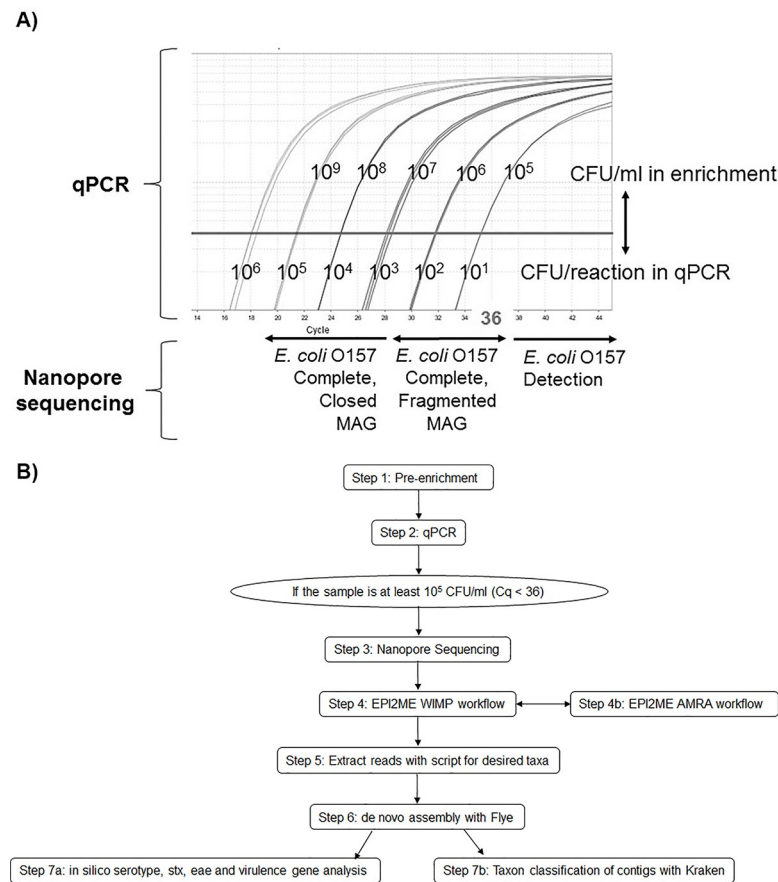 A)
qPCR
10⁹ 10⁸ 10⁷ 10⁶ 10⁵ CFU/ml in enrichment
10⁶ 10⁵ 10⁴ 10³ 10² 10¹ CFU/reaction in qPCR
14 16 18 20 22 24 26 28 30 32 34 36 38 40 42 44
Cycle
Nanopore
sequencing
E. coli O157
Complete,
Closed
MAG
E. coli O157
Complete,
Fragmented
MAG
E. coli O157
Detection
B)
Step 1: Pre-enrichment
Step 2: qPCR
If the sample is at least 10⁵ CFU/ml (Cq < 36)
Step 3: Nanopore Sequencing
Step 4: EPI2ME WIMP workflow
Step 4b: EPI2ME AMRA workflow
Step 5: Extract reads with script for desired taxa
Step 6: de novo assembly with Flye
Step 7a: in silico serotype, stx, eae and virulence gene analysis
Step 7b: Taxon classification of contigs with Kraken